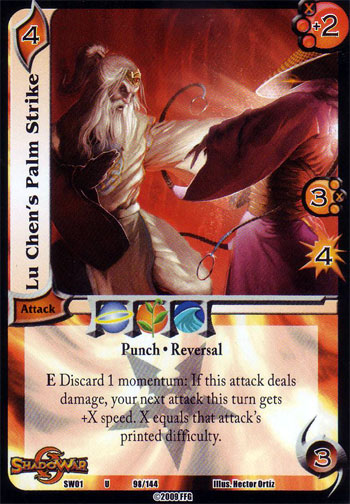 4
+2
Lu Chen's Palm Strike
3
4
Attack
Punch • Reversal
E Discard 1 momentum: If this attack deals
damage, your next attack this turn gets
+X speed. X equals that attack's
printed difficulty.
3
SHADOWAR
SW01 U 98/144 Illus. Hector Ortiz
©2009 FFG